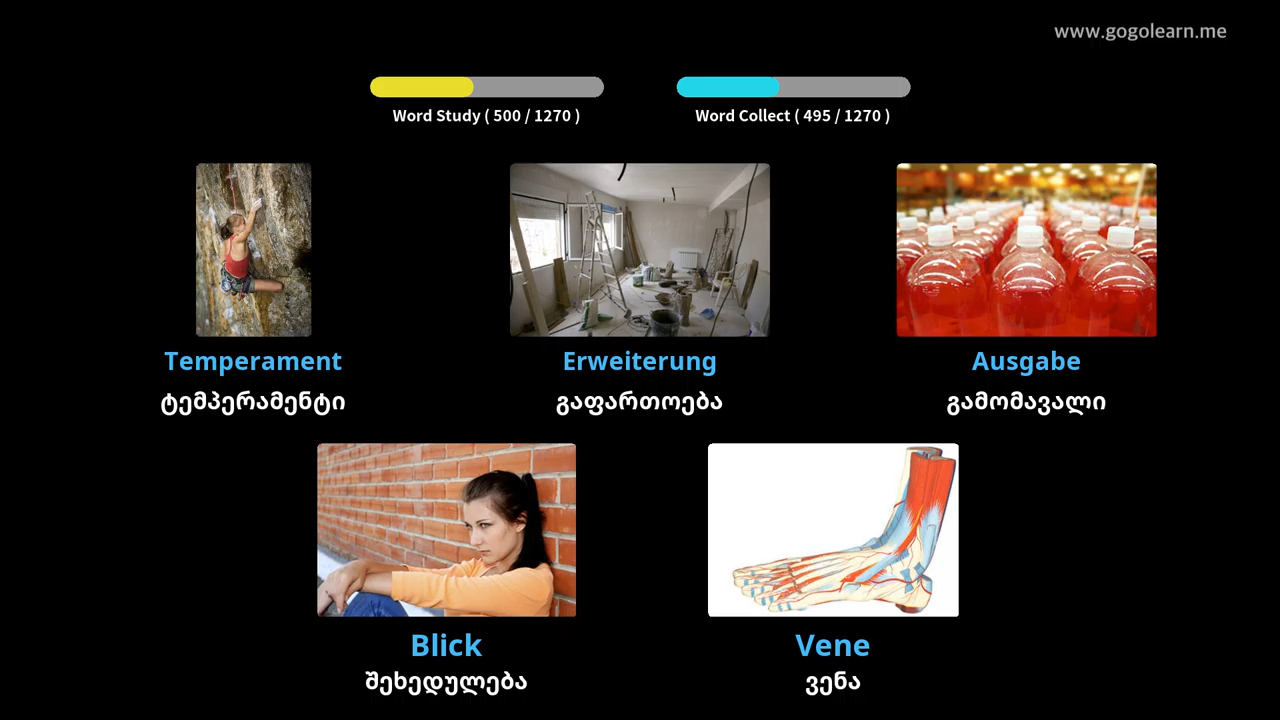 www.gogolearn.me
Word Study ( 500 / 1270 )
Word Collect ( 495 / 1270 )
Temperament
ტემპერამენტი
Erweiterung
გაფართოება
Ausgabe
გამომავალი
Blick
შეხედულება
Vene
ვენა